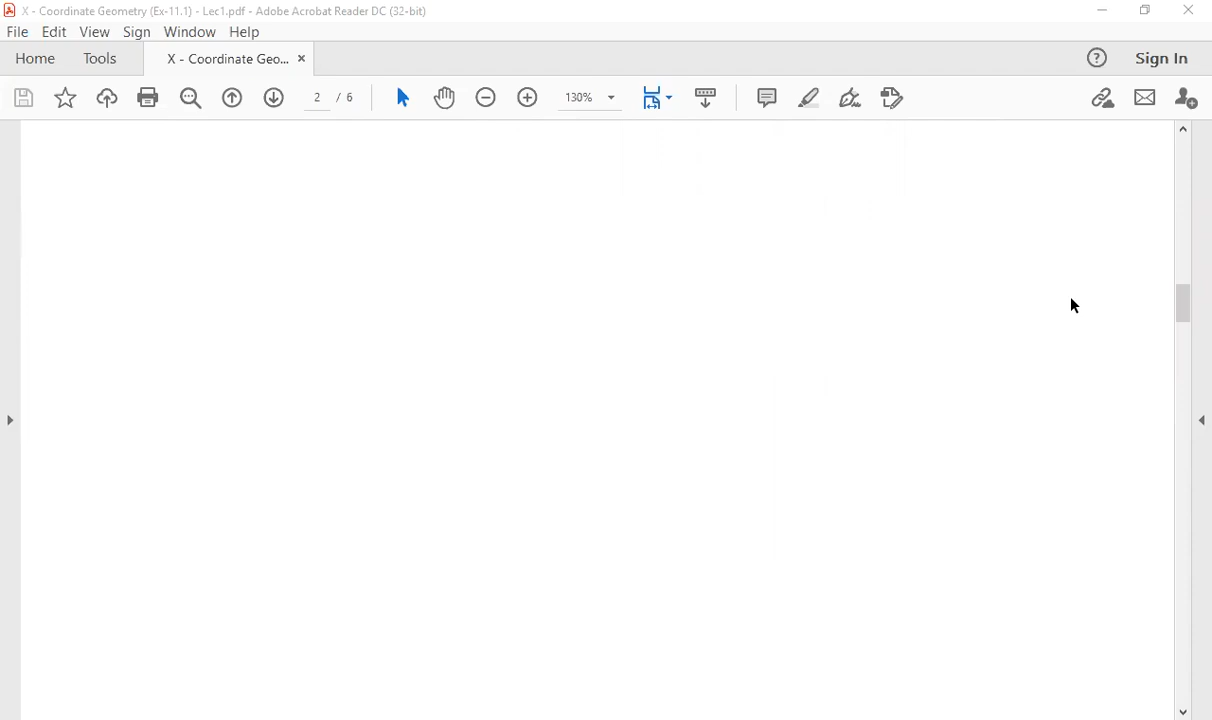 X - Coordinate Geometry (Ex-11.1) - Lec1.pdf - Adobe Acrobat Reader DC (32-bit)
File Edit View Sign Window Help
Home Tools X - Coordinate Geo... × ? Sign In
2 / 6 130%